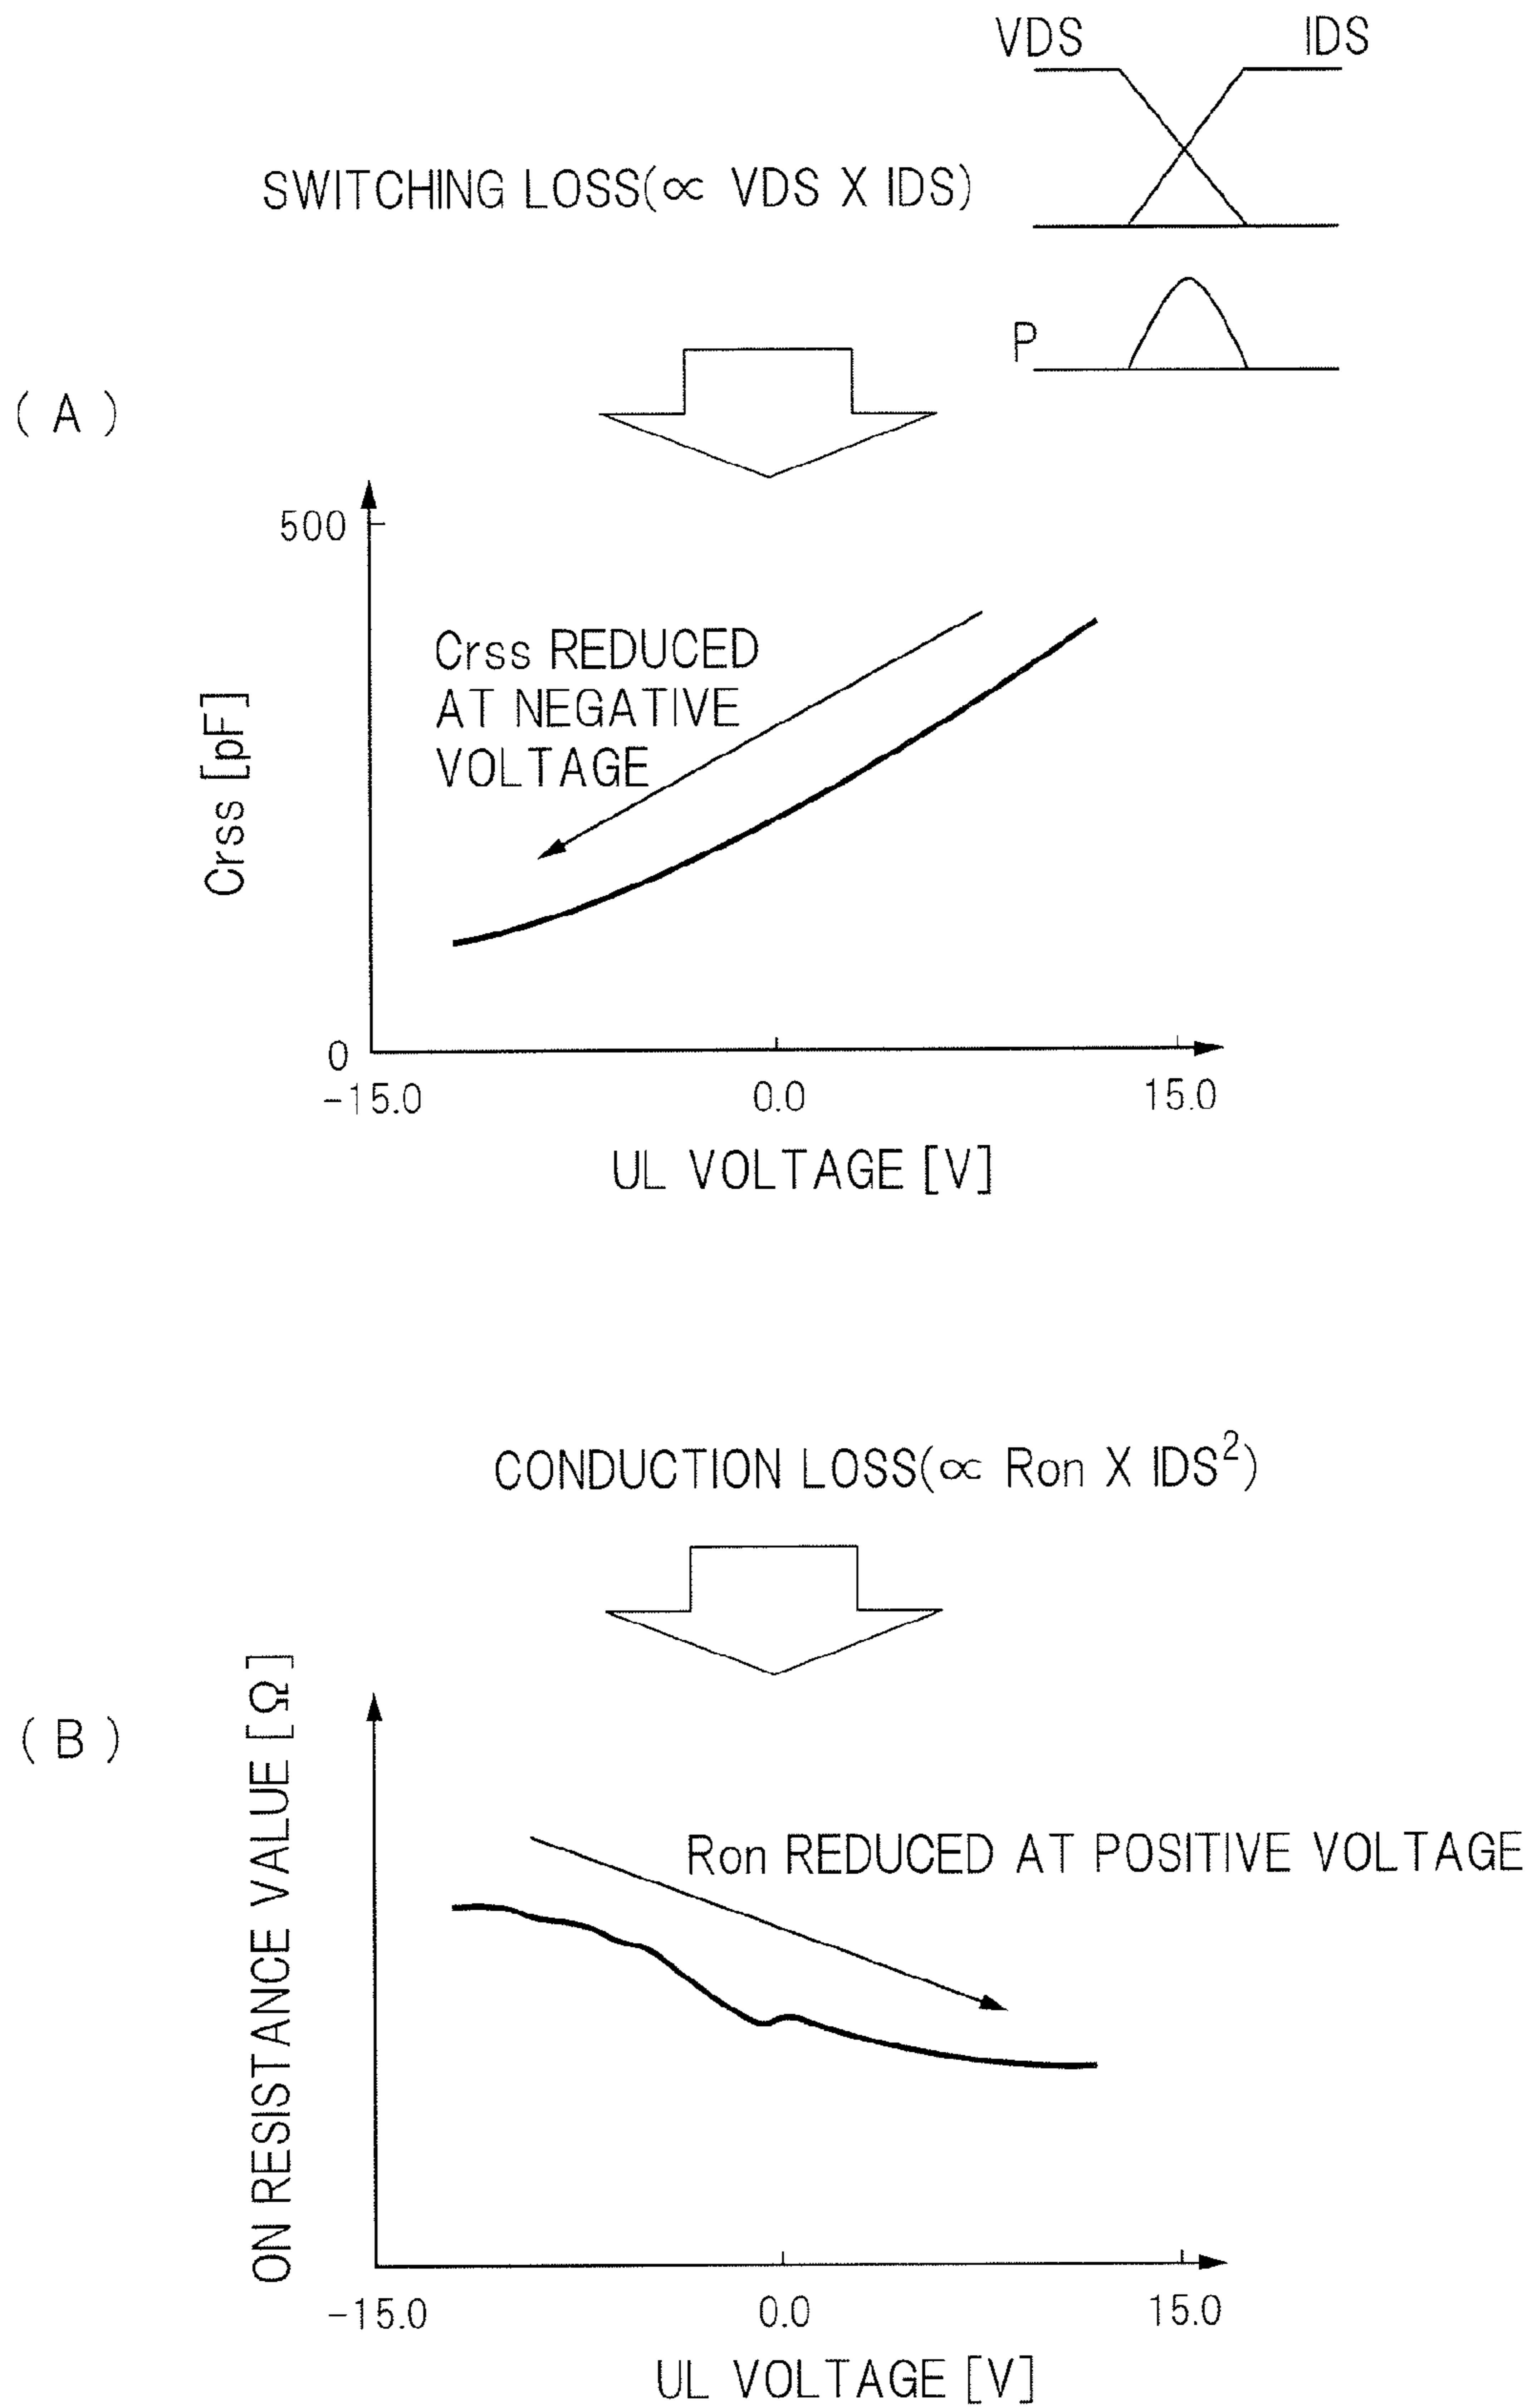 VDS IDS
SWITCHING LOSS(∝ VDS X IDS)
P
( A )
500
Crss REDUCED
AT NEGATIVE
VOLTAGE
Crss [pF]
0
-15.0 0.0 15.0
UL VOLTAGE [V]
CONDUCTION LOSS(∝ Ron X IDS²)
( B )
ON RESISTANCE VALUE [Ω]
Ron REDUCED AT POSITIVE VOLTAGE
-15.0 0.0 15.0
UL VOLTAGE [V]